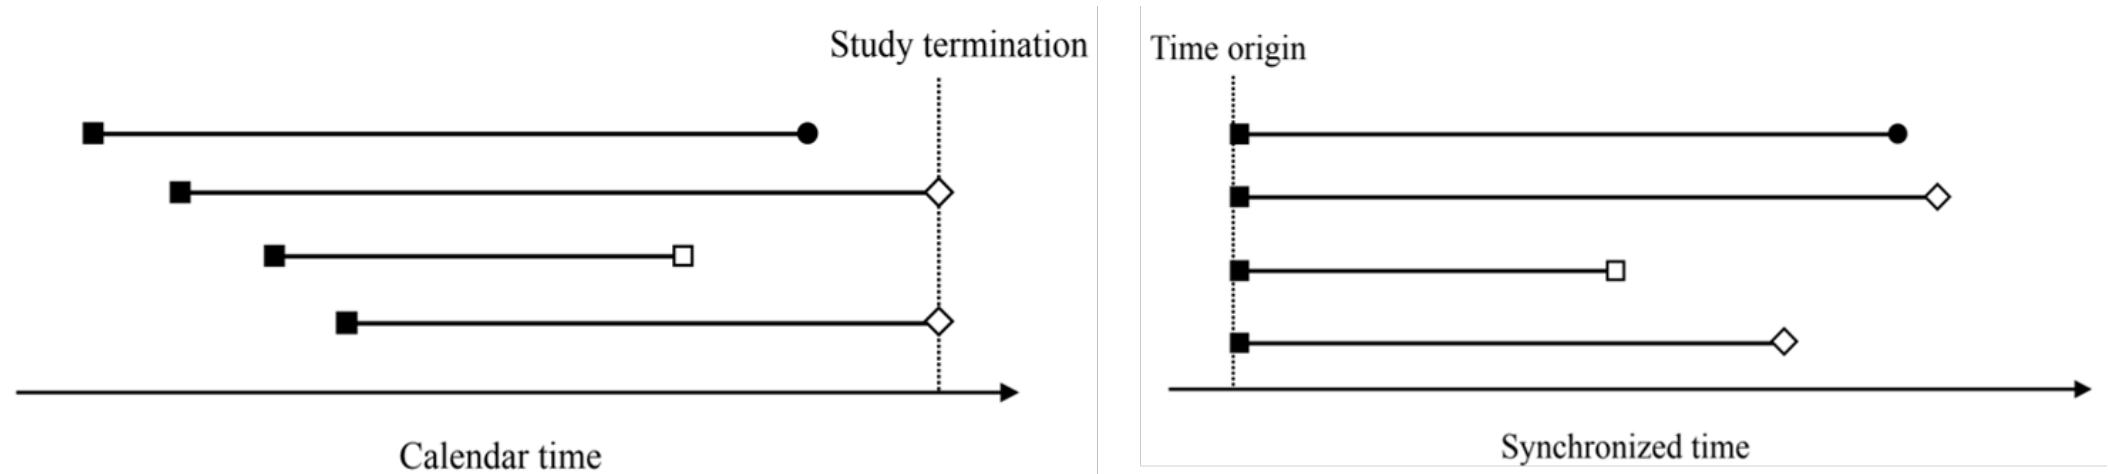 Study termination
Calendar time
Time origin
Synchronized time